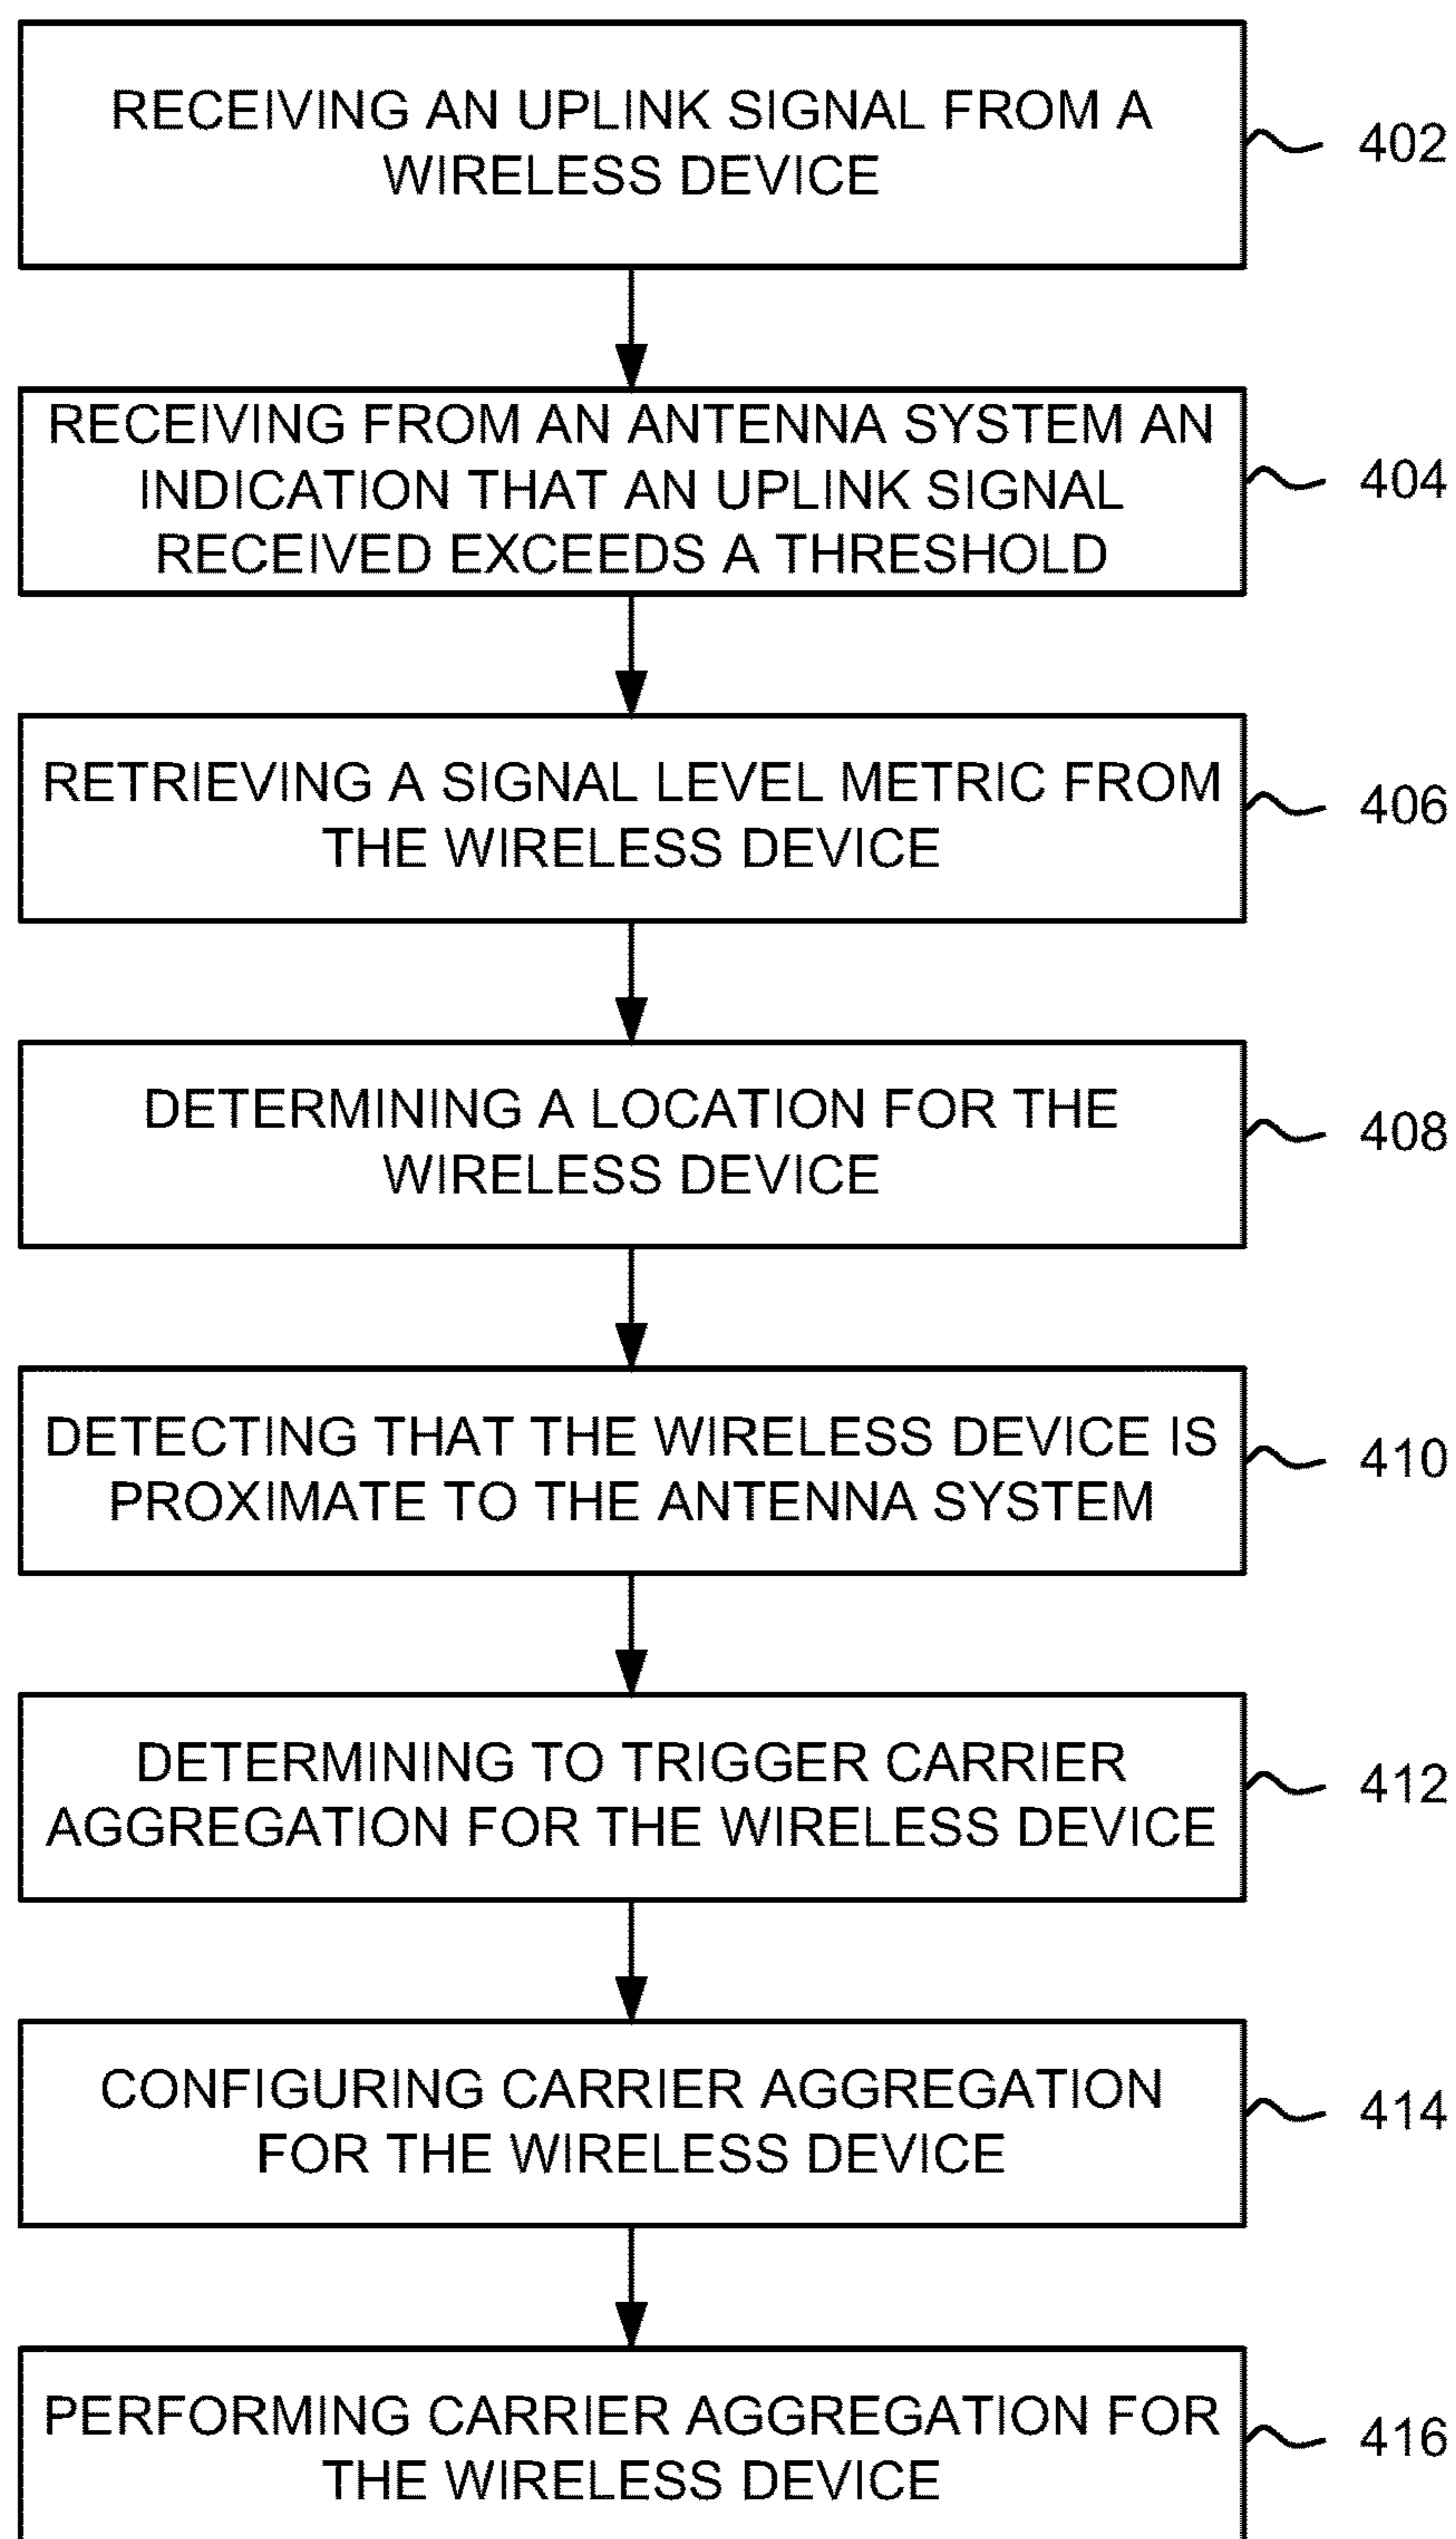 RECEIVING AN UPLINK SIGNAL FROM A
WIRELESS DEVICE
402
RECEIVING FROM AN ANTENNA SYSTEM AN
INDICATION THAT AN UPLINK SIGNAL
RECEIVED EXCEEDS A THRESHOLD
404
RETRIEVING A SIGNAL LEVEL METRIC FROM
THE WIRELESS DEVICE
406
DETERMINING A LOCATION FOR THE
WIRELESS DEVICE
408
DETECTING THAT THE WIRELESS DEVICE IS
PROXIMATE TO THE ANTENNA SYSTEM
410
DETERMINING TO TRIGGER CARRIER
AGGREGATION FOR THE WIRELESS DEVICE
412
CONFIGURING CARRIER AGGREGATION
FOR THE WIRELESS DEVICE
414
PERFORMING CARRIER AGGREGATION FOR
THE WIRELESS DEVICE
416